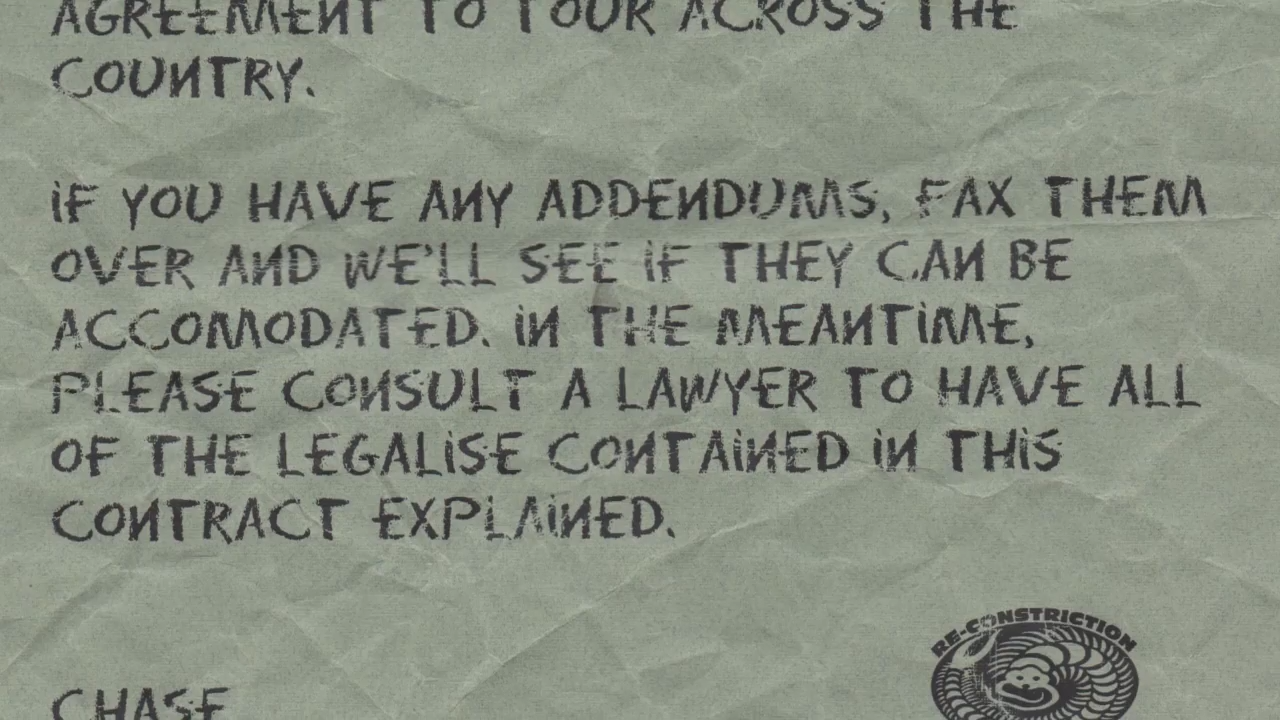 AGREEMENT TO TOUR ACROSS THE
COUNTRY.
IF YOU HAVE ANY ADDENDUMS, FAX THEM
OVER AND WE'LL SEE IF THEY CAN BE
ACCOMODATED. IN THE MEANTIME,
PLEASE CONSULT A LAWYER TO HAVE ALL
OF THE LEGALISE CONTAINED IN THIS
CONTRACT EXPLAINED.
RE-CONSTRICTION
CHASE